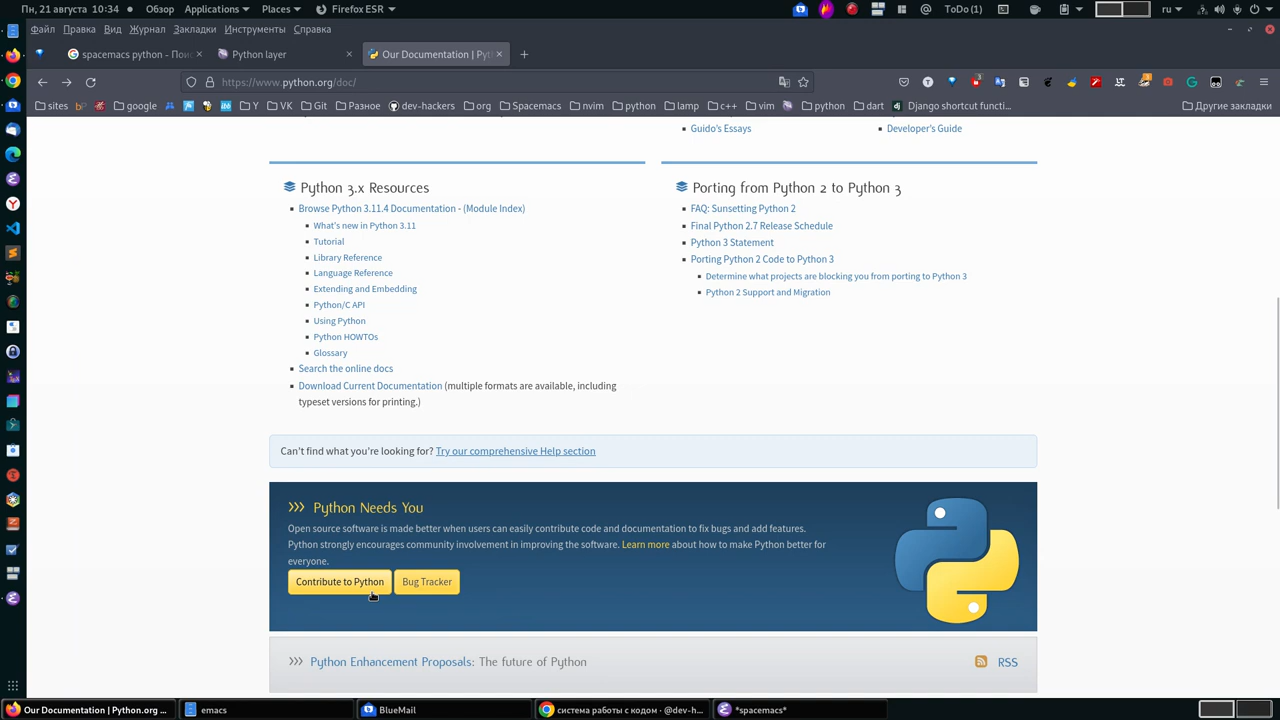 Пн, 21 августа 10:34 Обзор Applications Places Firefox ESR ToDo (1) ru
Файл Правка Вид Журнал Закладки Инструменты Справка
spacemacs python - Пои Python layer Our Documentation | Pyt
https://www.python.org/doc/
sites google Y VK Git Разное dev-hackers org Spacemacs nvim python lamp c++ vim python dart Django shortcut functi... Другие закладки
Guido's Essays
Developer's Guide
Python 3.x Resources
Browse Python 3.11.4 Documentation - (Module Index)
What's new in Python 3.11
Tutorial
Library Reference
Language Reference
Extending and Embedding
Python/C API
Using Python
Python HOWTOs
Glossary
Search the online docs
Download Current Documentation (multiple formats are available, including
typeset versions for printing.)
Porting from Python 2 to Python 3
FAQ: Sunsetting Python 2
Final Python 2.7 Release Schedule
Python 3 Statement
Porting Python 2 Code to Python 3
Determine what projects are blocking you from porting to Python 3
Python 2 Support and Migration
Can't find what you're looking for? Try our comprehensive Help section
>>> Python Needs You
Open source software is made better when users can easily contribute code and documentation to fix bugs and add features.
Python strongly encourages community involvement in improving the software. Learn more about how to make Python better for
everyone.
Contribute to Python Bug Tracker
>>> Python Enhancement Proposals: The future of Python RSS
Our Documentation | Python.org ... emacs BlueMail система работы с кодом · @dev-h... *spacemacs*